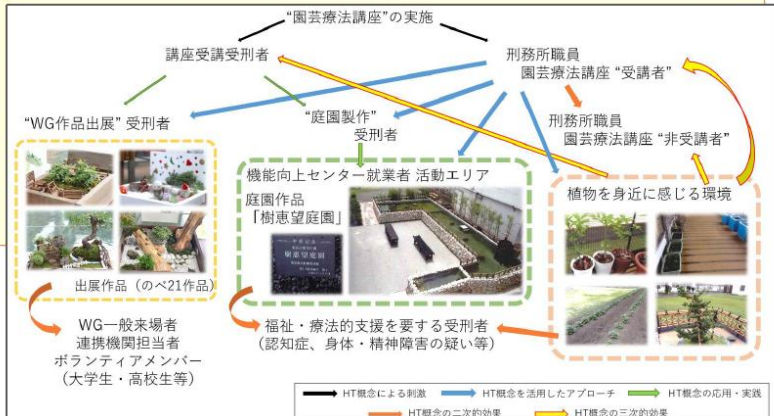 “園芸療法講座”の実施
講座受講受刑者
刑務所職員
園芸療法講座 “受講者”
“WG作品出展” 受刑者
“庭園製作”
受刑者
刑務所職員
園芸療法講座 “非受講者”
機能向上センター就業者 活動エリア
庭園作品
「樹恵望庭園」
樹恵望庭園
植物を身近に感じる環境
出展作品（のべ21作品）
WG一般来場者
連携機関担当者
ボランティアメンバー
（大学生・高校生等）
福祉・療法的支援を要する受刑者
（認知症、身体・精神障害の疑い等）
HT概念による刺激
HT概念を活用したアプローチ
HT概念の応用・実践
HT概念の二次的効果
HT概念の三次的効果